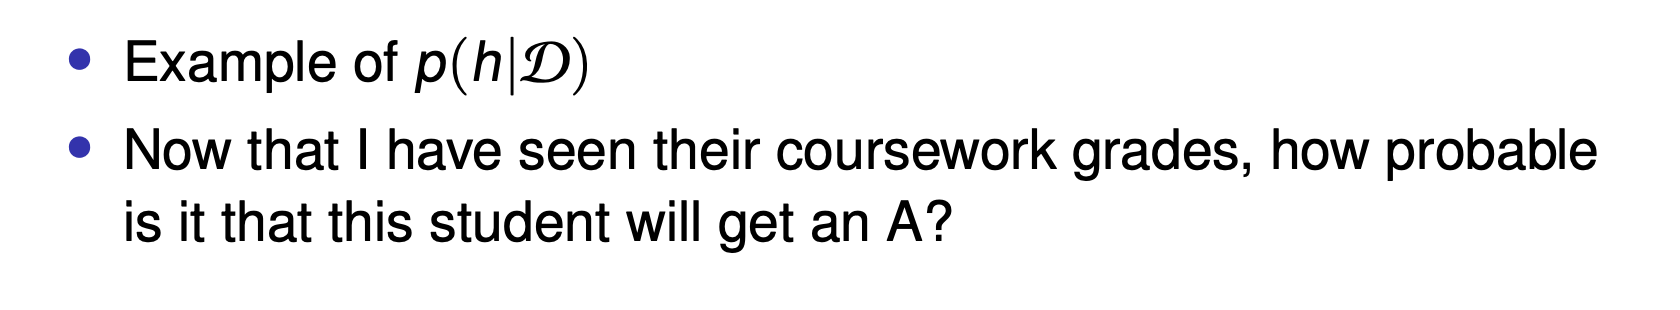 • Example of p(h|𝒟)
• Now that I have seen their coursework grades, how probable
is it that this student will get an A?